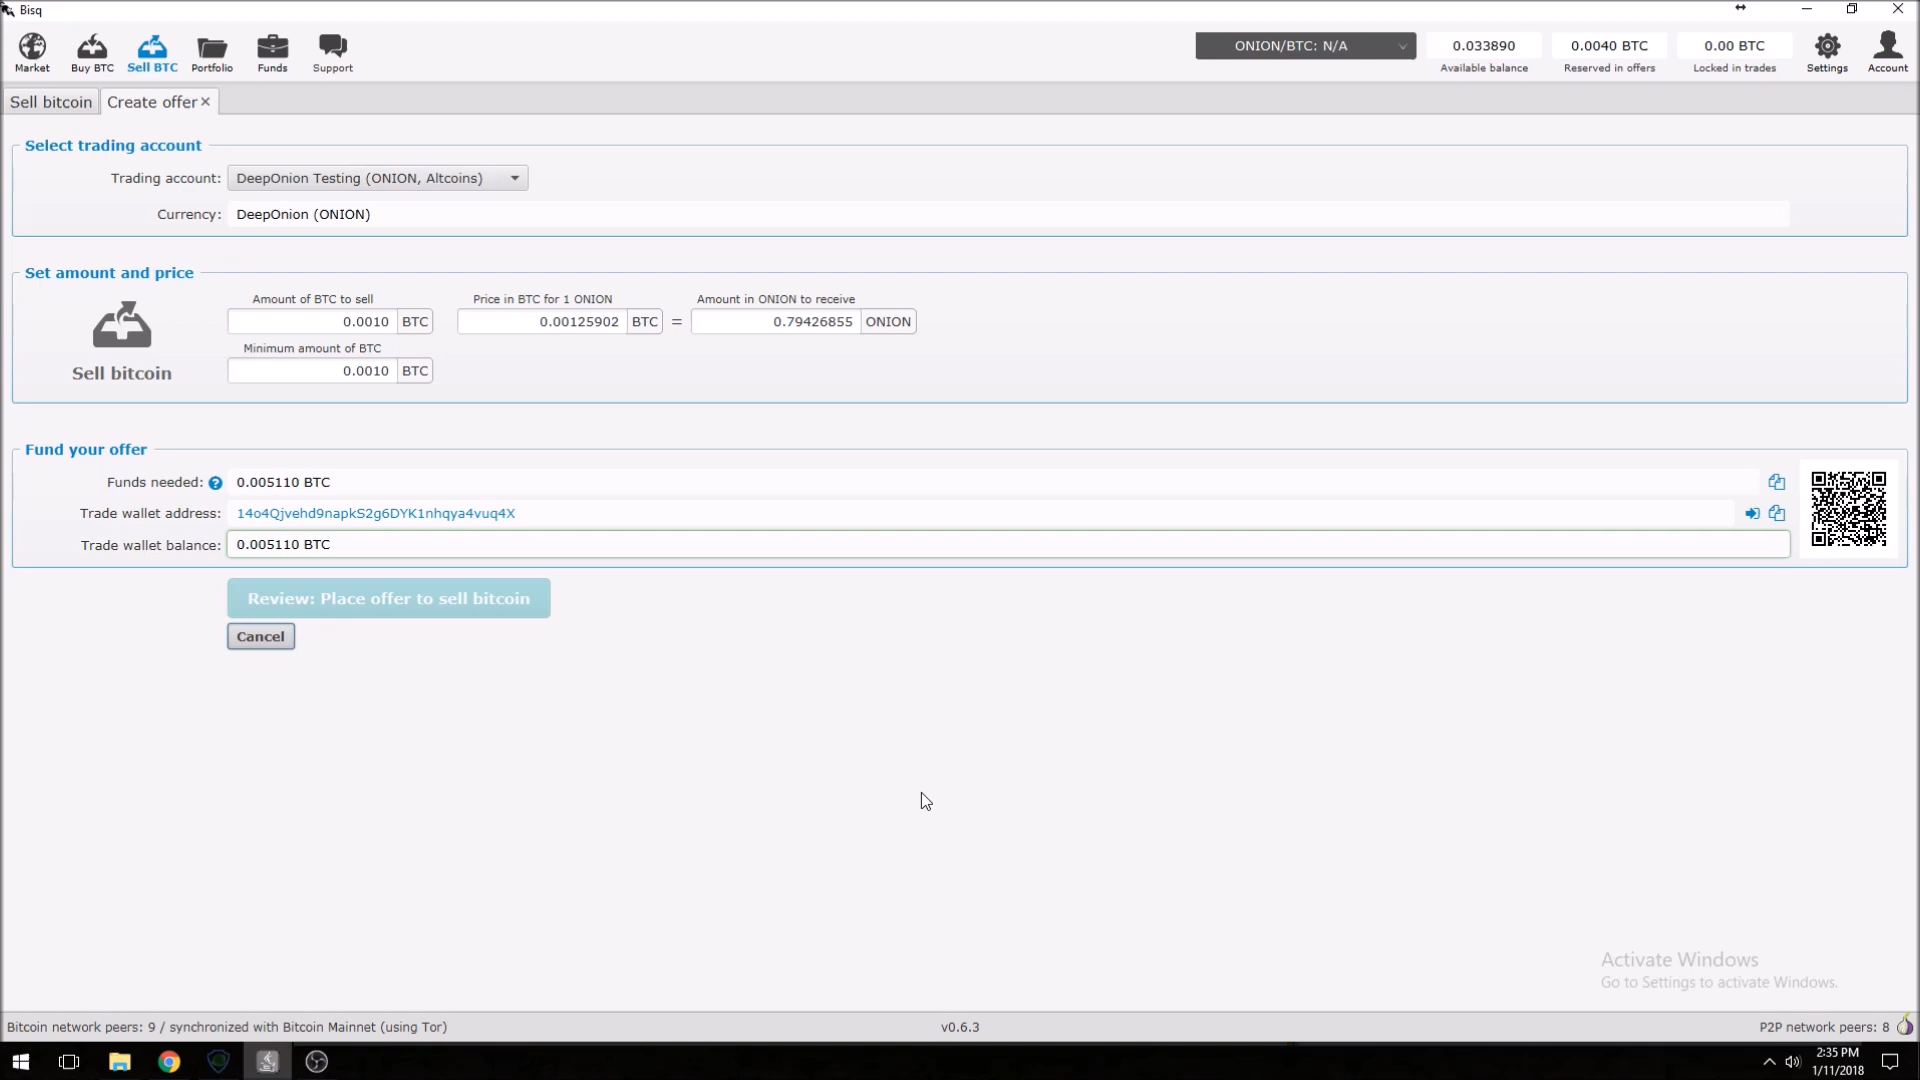 Bisq
Market Buy BTC Sell BTC Portfolio Funds Support
ONION/BTC: N/A
0.033890 0.0040 BTC 0.00 BTC
Available balance Reserved in offers Locked in trades Settings Account
Sell bitcoin Create offer
Select trading account
Trading account: DeepOnion Testing (ONION, Altcoins)
Currency: DeepOnion (ONION)
Set amount and price
Amount of BTC to sell Price in BTC for 1 ONION Amount in ONION to receive
0.0010 BTC 0.00125902 BTC = 0.79426855 ONION
Minimum amount of BTC
0.0010 BTC
Sell bitcoin
Fund your offer
Funds needed: 0.005110 BTC
Trade wallet address: 14o4Qjvehd9napkS2g6DYK1nhqya4vuq4X
Trade wallet balance: 0.005110 BTC
Review: Place offer to sell bitcoin
Cancel
Activate Windows
Go to Settings to activate Windows.
Bitcoin network peers: 9 / synchronized with Bitcoin Mainnet (using Tor) v0.6.3 P2P network peers: 8
2:35 PM
1/11/2018